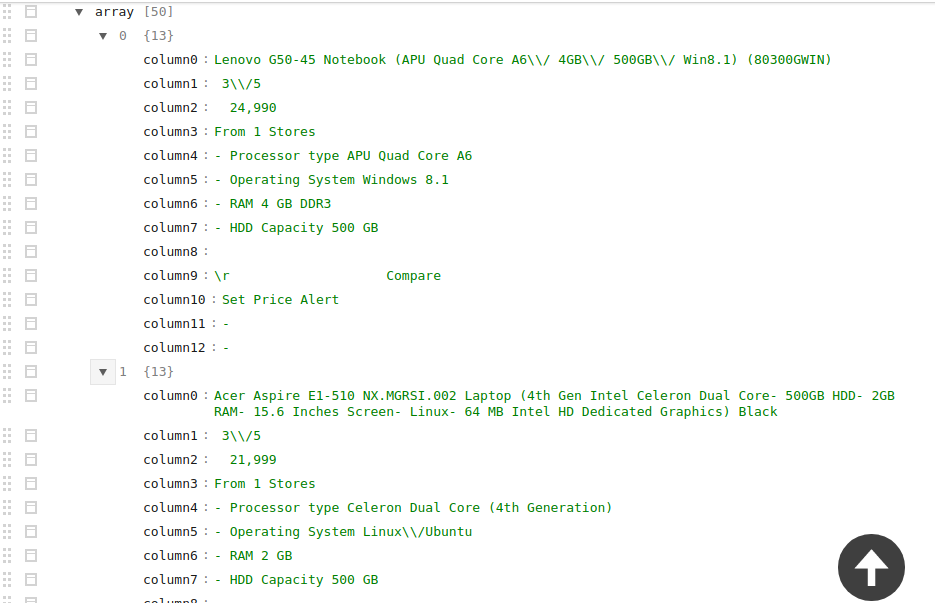 array [50]
0 {13}
column0 : Lenovo G50-45 Notebook (APU Quad Core A6\\/ 4GB\\/ 500GB\\/ Win8.1) (80300GWIN)
column1 : 3\\/5
column2 : 24,990
column3 : From 1 Stores
column4 : - Processor type APU Quad Core A6
column5 : - Operating System Windows 8.1
column6 : - RAM 4 GB DDR3
column7 : - HDD Capacity 500 GB
column8 :
column9 : \r Compare
column10 : Set Price Alert
column11 : -
column12 : -
1 {13}
column0 : Acer Aspire E1-510 NX.MGRSI.002 Laptop (4th Gen Intel Celeron Dual Core- 500GB HDD- 2GB
RAM- 15.6 Inches Screen- Linux- 64 MB Intel HD Dedicated Graphics) Black
column1 : 3\\/5
column2 : 21,999
column3 : From 1 Stores
column4 : - Processor type Celeron Dual Core (4th Generation)
column5 : - Operating System Linux\\/Ubuntu
column6 : - RAM 2 GB
column7 : - HDD Capacity 500 GB
column8 :